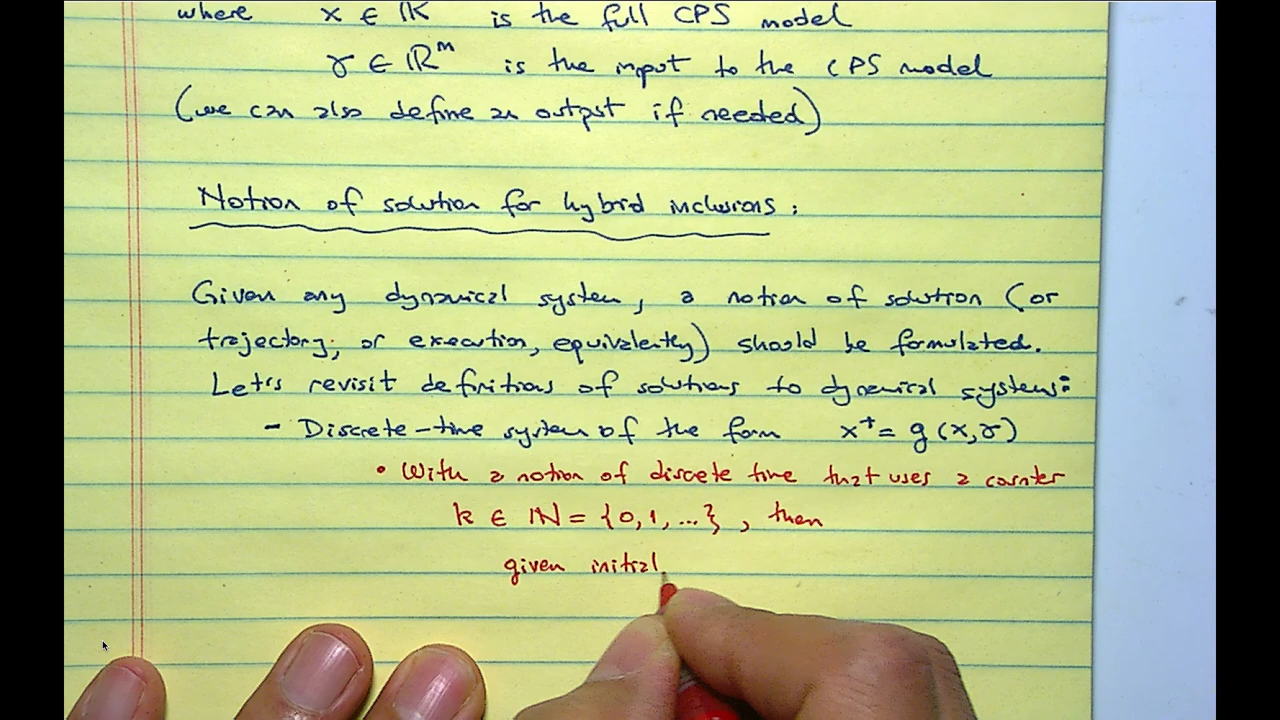 where x ∈ ℝ is the full CPS model
γ ∈ ℝᵐ is the input to the CPS model
(we can also define an output if needed)
Notion of solution for hybrid inclusions:
Given any dynamical system, a notion of solution (or
trajectory, or execution, equivalently) should be formulated.
Let's revisit definitions of solutions to dynamical systems:
- Discrete-time system of the form x⁺ = g(x,γ)
• With a notion of discrete time that uses a counter
k ∈ ℕ = {0,1,...}, then
given initial